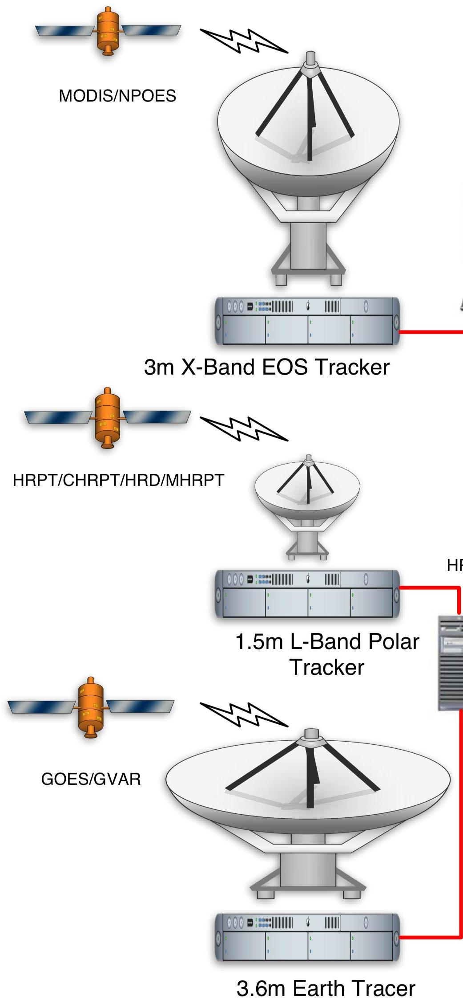 MODIS/NPOES
3m X-Band EOS Tracker
HRPT/CHRPT/HRD/MHRPT
1.5m L-Band Polar
Tracker
GOES/GVAR
3.6m Earth Tracer